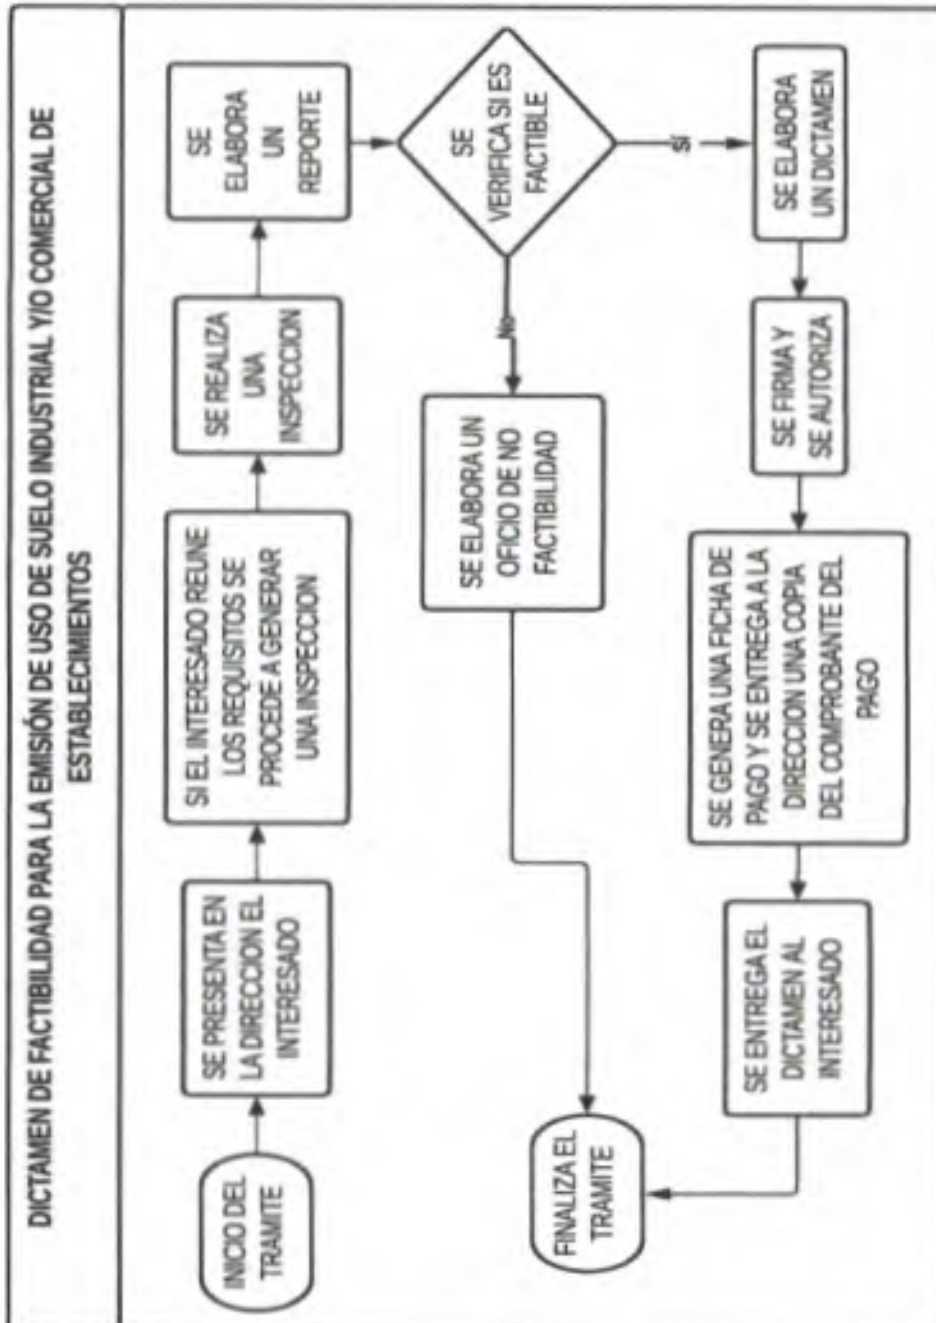 DICTAMEN DE FACTIBILIDAD PARA LA EMISIÓN DE USO DE SUELO INDUSTRIAL Y/O COMERCIAL DE
ESTABLECIMIENTOS
INICIO DEL
TRAMITE
SE PRESENTA EN
LA DIRECCION EL
INTERESADO
SI EL INTERESADO REUNE
LOS REQUISITOS SE
PROCEDE A GENERAR
UNA INSPECCION
SE REALIZA
UNA
INSPECCION
SE
ELABORA
UN
REPORTE
SE
VERIFICA SI ES
FACTIBLE
No
SE ELABORA UN
OFICIO DE NO
FACTIBILIDAD
FINALIZA EL
TRAMITE
SÍ
SE ELABORA
UN DICTAMEN
SE FIRMA Y
SE AUTORIZA
SE GENERA UNA FICHA DE
PAGO Y SE ENTREGA LA
DIRECCION UNA COPIA
DEL COMPROBANTE DEL
PAGO
SE ENTREGA EL
DICTAMEN AL
INTERESADO